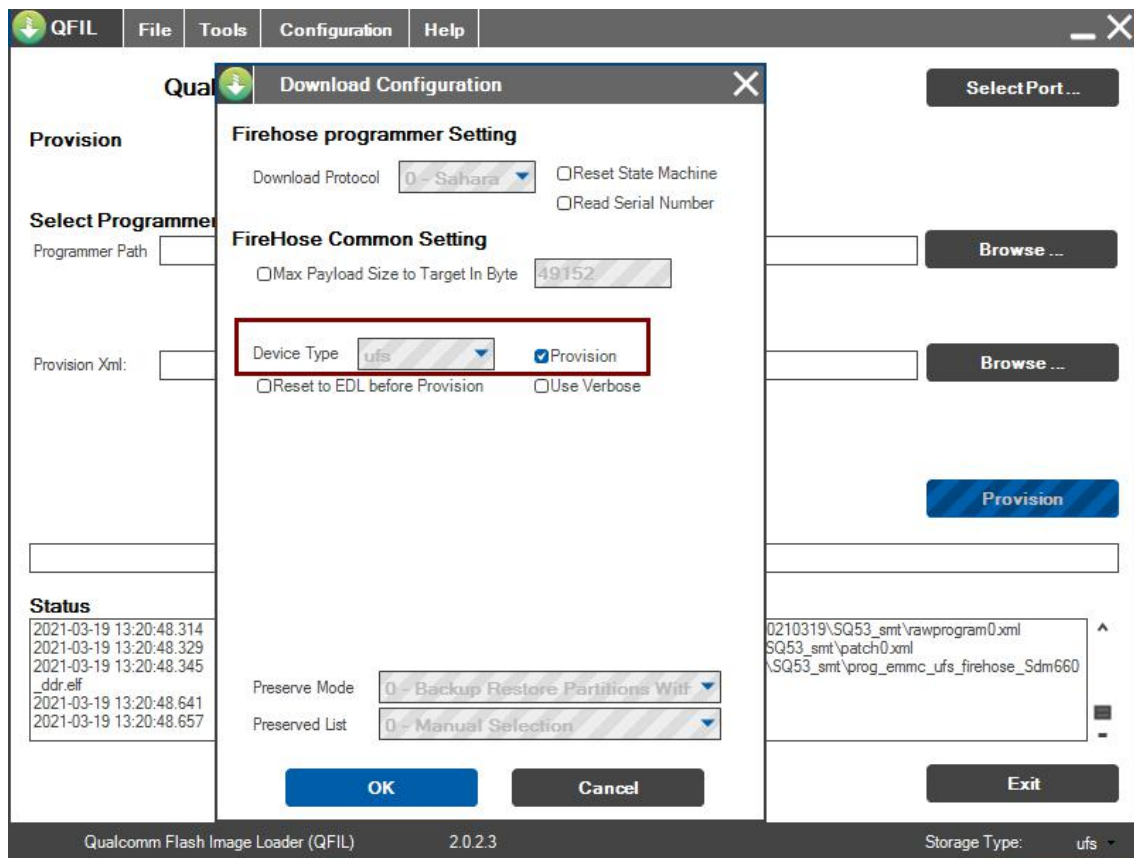 QFIL File Tools Configuration Help
Qual
Download Configuration
Select Port ...
Provision
Firehose programmer Setting
Download Protocol 0 - Sahara Reset State Machine
Read Serial Number
Select Programmer
Programmer Path
Browse ...
FireHose Common Setting
Max Payload Size to Target In Byte 49152
Device Type ufs Provision
Provision Xml:
Browse ...
Reset to EDL before Provision Use Verbose
Provision
Status
2021-03-19 13:20:48.314
0210319\SQ53_smt\rawprogram0.xml
2021-03-19 13:20:48.329
SQ53_smt\patch0.xml
2021-03-19 13:20:48.345
\SQ53_smt\prog_emmc_ufs_firehose_Sdm660
_ddr.elf
2021-03-19 13:20:48.641
2021-03-19 13:20:48.657
Preserve Mode 0 - Backup Restore Partitions With
Preserved List 0 - Manual Selection
OK Cancel
Exit
Qualcomm Flash Image Loader (QFIL) 2.0.2.3 Storage Type: ufs